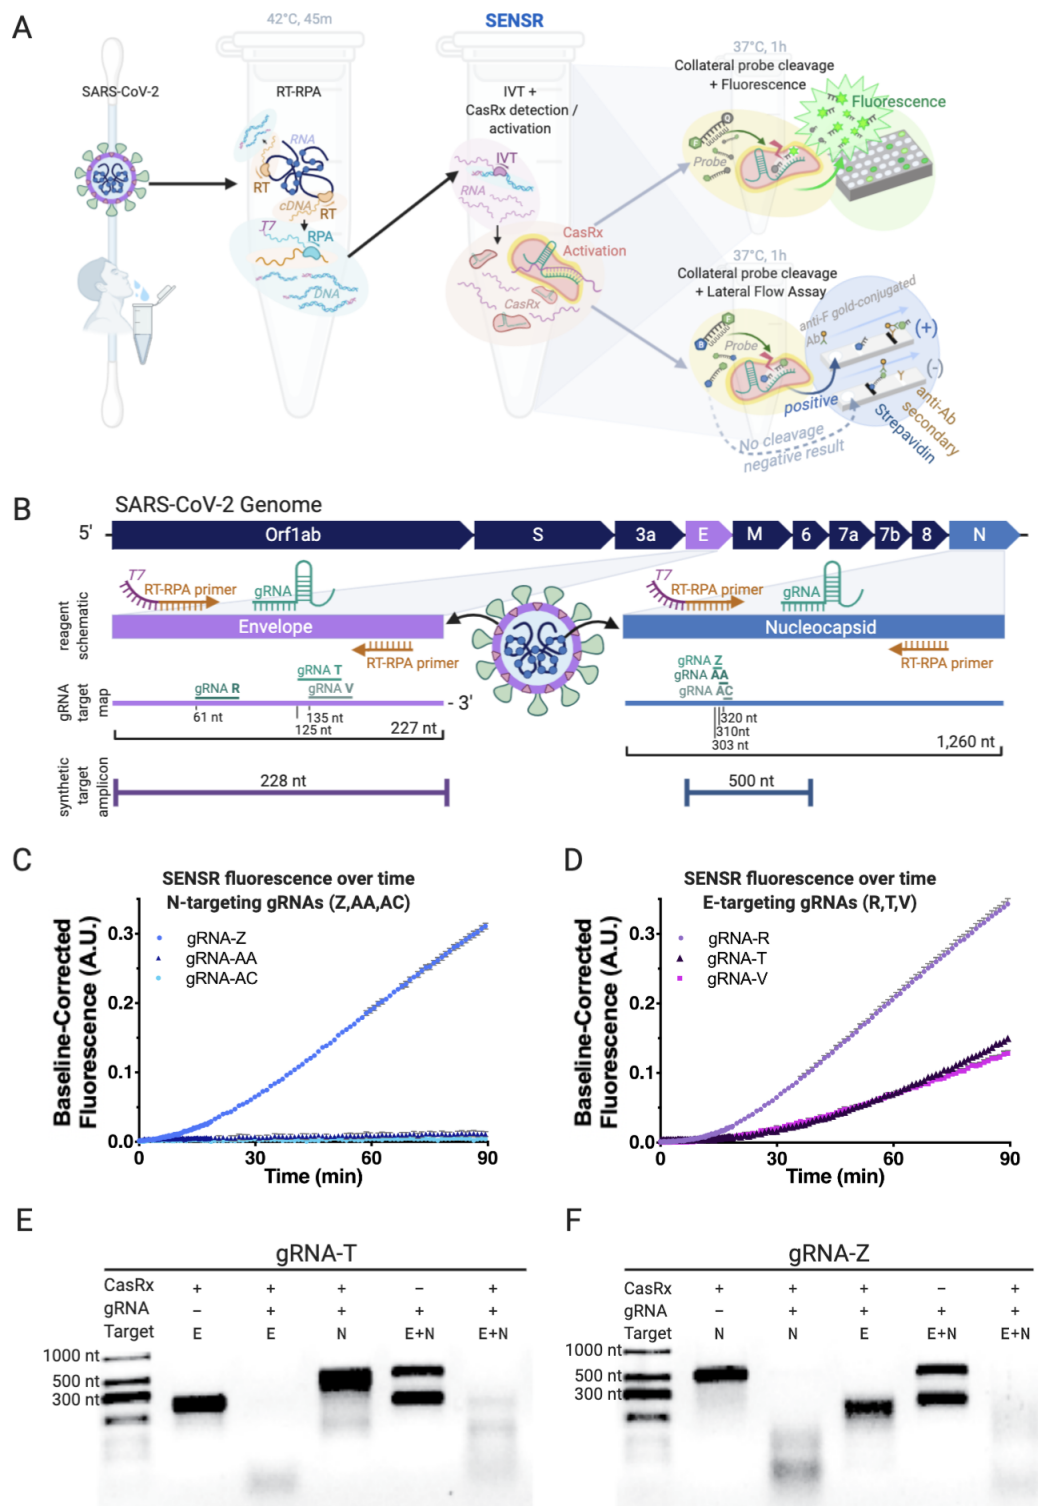 A
42°C, 45m
SENSR
SARS-CoV-2
RT-RPA
IVT +
CasRx detection /
activation
RNA
RT
cDNA
RT
T7
RPA
DNA
IVT
RNA
CasRx
Activation
CasRx
37°C, 1h
Collateral probe cleavage
+ Fluorescence
Fluorescence
F
Q
Probe
37°C, 1h
Collateral probe cleavage
+ Lateral Flow Assay
anti-F gold-conjugated
Ab
F
B
Probe
(+)
(-)
positive
No cleavage
negative result
Strepavidin
anti-Ab
secondary
B
SARS-CoV-2 Genome
5'
Orf1ab
S
3a
E
M
6
7a
7b
8
N
reagent
schematic
T7
RT-RPA primer
gRNA
Envelope
RT-RPA primer
T7
RT-RPA primer
gRNA
Nucleocapsid
RT-RPA primer
gRNA
target
map
gRNA R
gRNA T
gRNA V
- 3'
61 nt
135 nt
125 nt
227 nt
gRNA Z
gRNA AA
gRNA AC
320 nt
310nt
303 nt
1,260 nt
synthetic
target
amplicon
228 nt
500 nt
C
SENSR fluorescence over time
N-targeting gRNAs (Z,AA,AC)
Baseline-Corrected
Fluorescence (A.U.)
0.3
0.2
0.1
0.0
gRNA-Z
gRNA-AA
gRNA-AC
0
30
60
90
Time (min)
D
SENSR fluorescence over time
E-targeting gRNAs (R,T,V)
Baseline-Corrected
Fluorescence (A.U.)
0.3
0.2
0.1
0.0
gRNA-R
gRNA-T
gRNA-V
0
30
60
90
Time (min)
E
gRNA-T
CasRx + + + – +
gRNA – + + + +
Target E E N E+N E+N
1000 nt
500 nt
300 nt
F
gRNA-Z
CasRx + + + – +
gRNA – + + + +
Target N N E E+N E+N
1000 nt
500 nt
300 nt